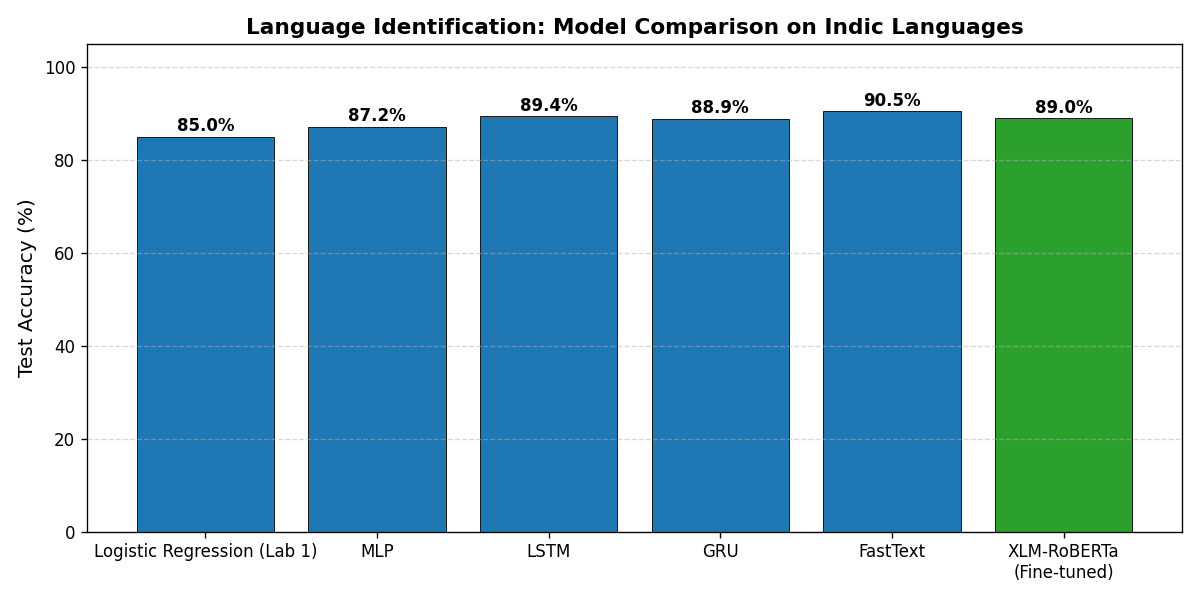 Language Identification: Model Comparison on Indic Languages
Test Accuracy (%)
100
80
60
40
20
0
85.0%
87.2%
89.4%
88.9%
90.5%
89.0%
Logistic Regression (Lab 1)
MLP
LSTM
GRU
FastText
XLM-RoBERTa
(Fine-tuned)